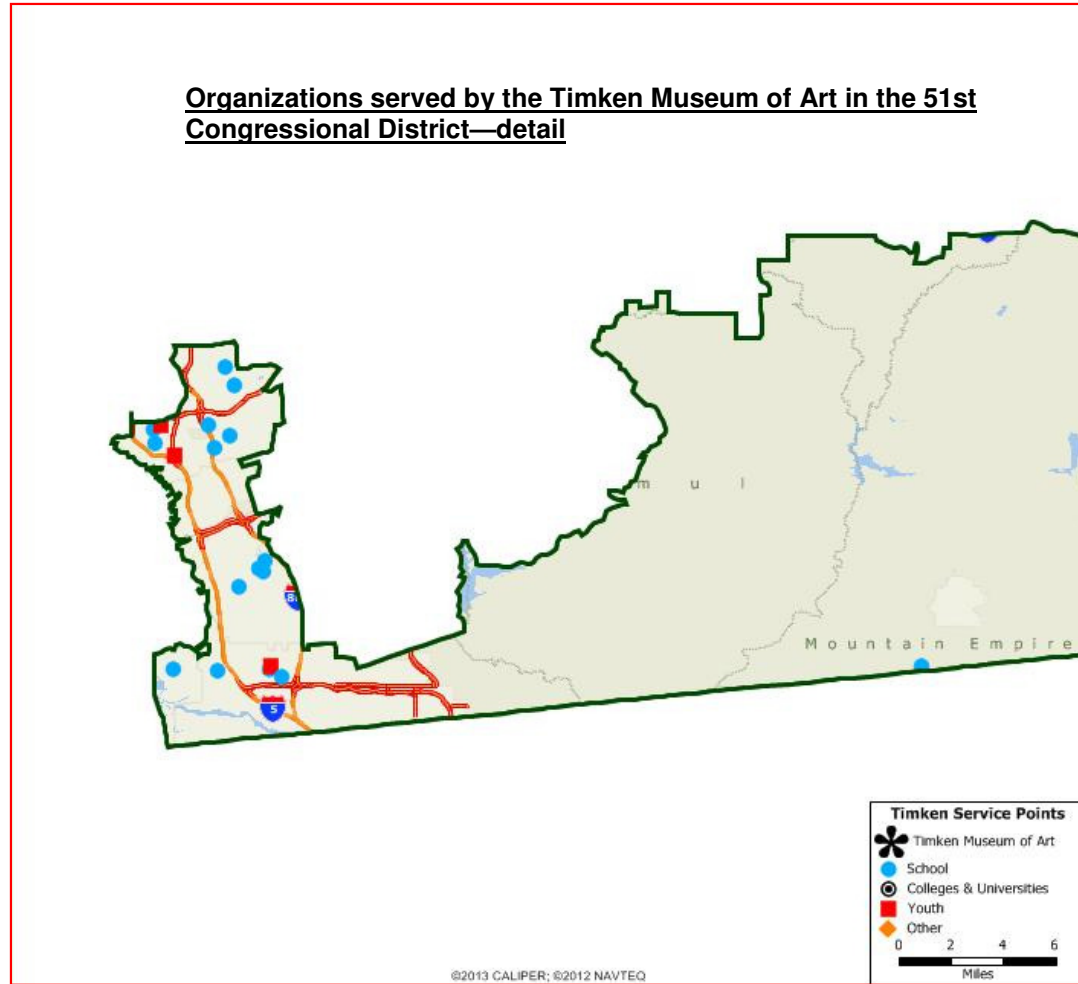 Organizations served by the Timken Museum of Art in the 51st
Congressional District—detail
m u l
8
Mountain Empire
5
Timken Service Points
Timken Museum of Art
School
Colleges & Universities
Youth
Other
0 2 4 6
Miles
©2013 CALIPER; ©2012 NAVTEQ